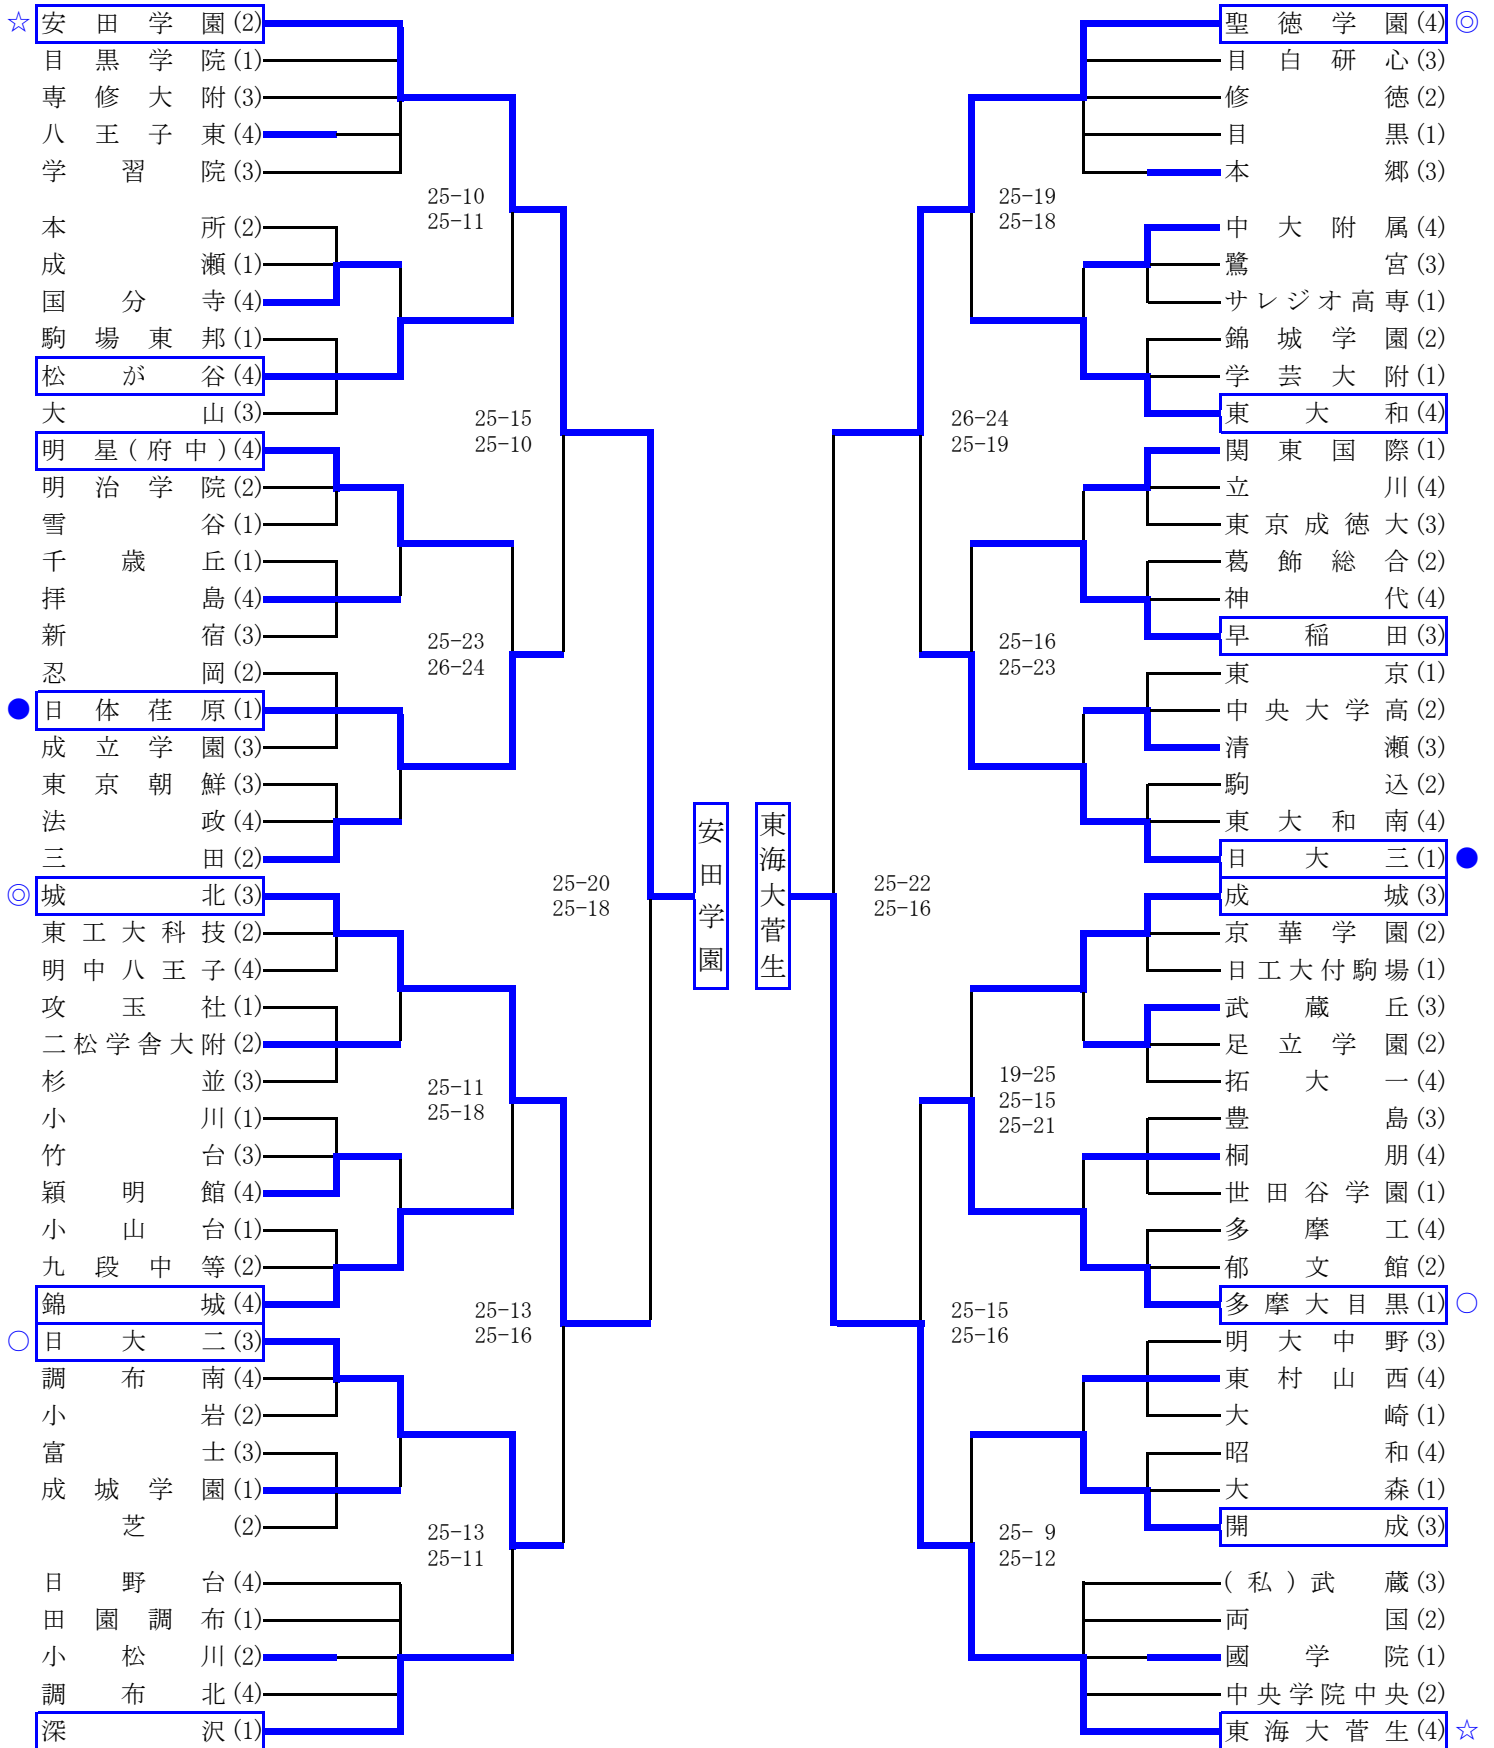 ☆ 安田学園(2)
目黒学院(1)
専修大附(3)
八王子東(4)
学習院(3)
本所(2)
成瀬(1)
国分寺(4)
駒場東邦(1)
松が谷(4)
大山(3)
明星(府中)(4)
明治学院(2)
雪谷(1)
千歳丘(1)
拝島(4)
新宿(3)
忍岡(2)
● 日体荏原(1)
成立学園(3)
東京朝鮮(3)
法政(4)
三田(2)
◎ 城北(3)
東工大科技(2)
明中八王子(4)
攻玉社(1)
二松学舎大附(2)
杉並(3)
小川(1)
竹台(3)
穎明館(4)
小山台(1)
九段中等(2)
錦城(4)
○ 日大二(3)
調布南(4)
小岩(2)
富士(3)
成城学園(1)
芝(2)
日野台(4)
田園調布(1)
小松川(2)
調布北(4)
深沢(1)
25-10
25-11
25-15
25-10
25-23
26-24
25-20
25-18
25-11
25-18
25-13
25-16
25-13
25-11
安田学園
東海大菅生
25-19
25-18
26-24
25-19
25-16
25-23
25-22
25-16
19-25
25-15
25-21
25-15
25-16
25- 9
25-12
聖徳学園(4) ◎
目白研心(3)
修徳(2)
目黒(1)
本郷(3)
中大附属(4)
鷺宮(3)
サレジオ高専(1)
錦城学園(2)
学芸大附(1)
東大和(4)
関東国際(1)
立川(4)
東京成徳大(3)
葛飾総合(2)
神代(4)
早稲田(3)
東京(1)
中央大学高(2)
清瀬(3)
駒込(2)
東大和南(4)
日大三(1) ●
成城(3)
京華学園(2)
日工大付駒場(1)
武蔵丘(3)
足立学園(2)
拓大一(4)
豊島(3)
桐朋(4)
世田谷学園(1)
多摩工(4)
郁文館(2)
多摩大目黒(1) ○
明大中野(3)
東村山西(4)
大崎(1)
昭和(4)
大森(1)
開成(3)
(私)武蔵(3)
両国(2)
國学院(1)
中央学院中央(2)
東海大菅生(4) ☆